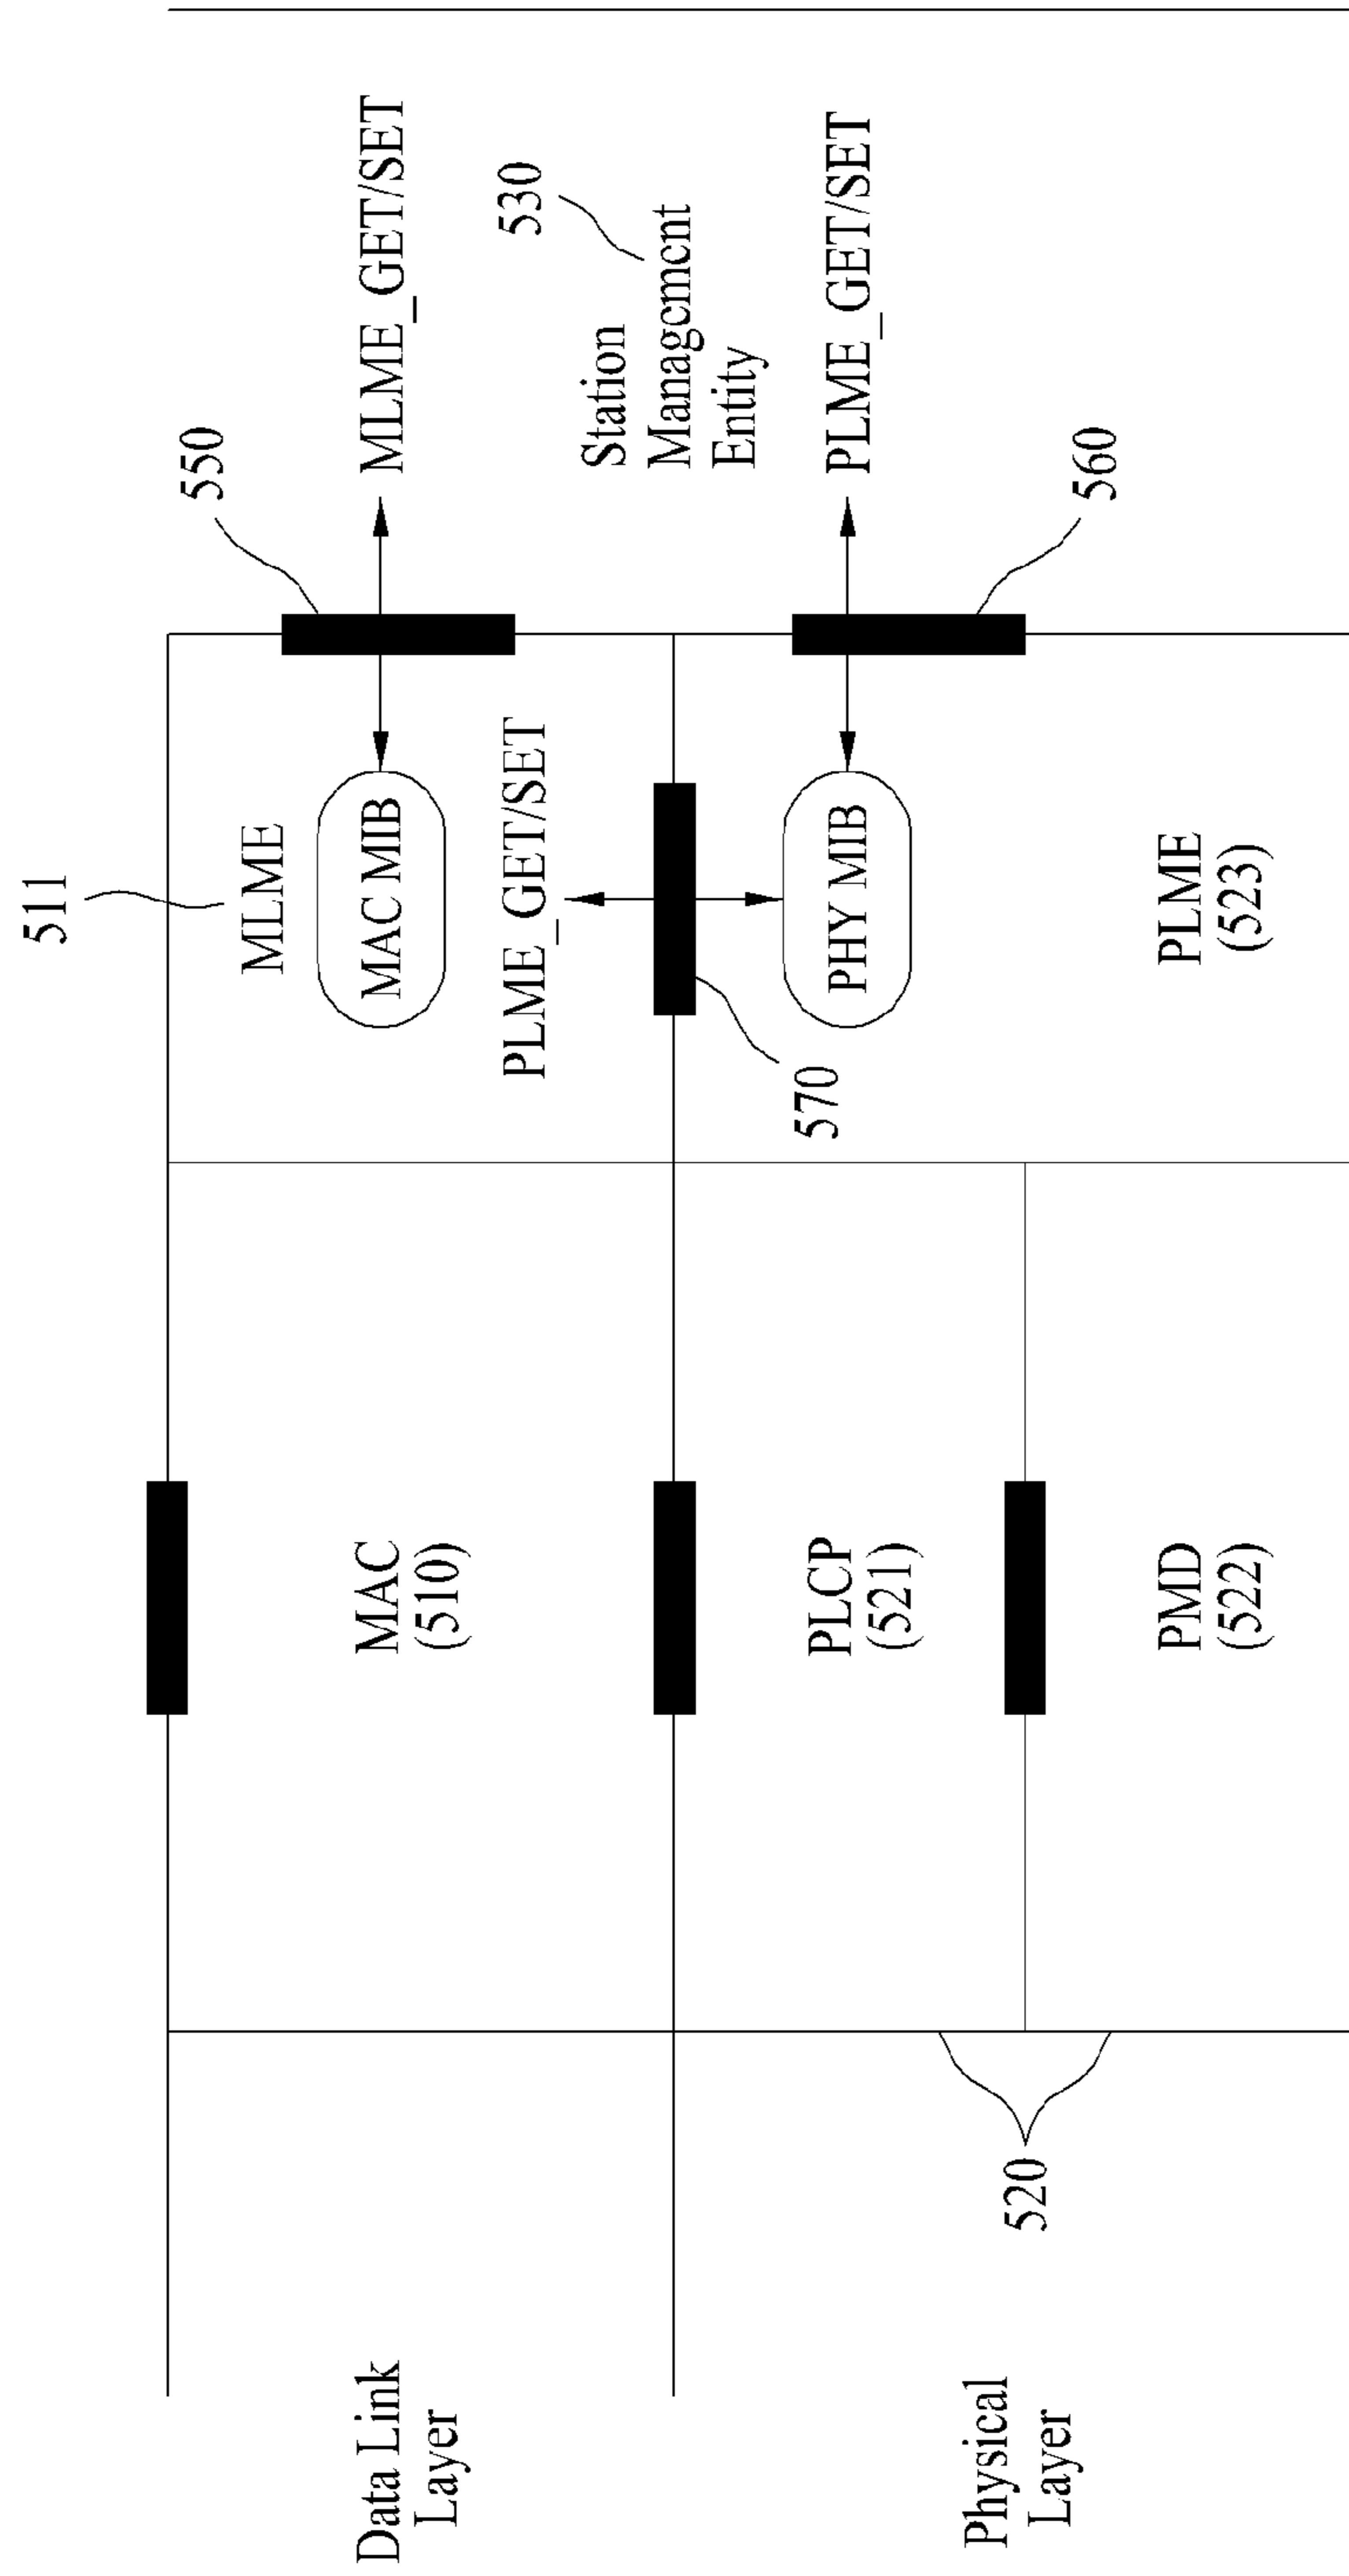 511
Data Link
Layer
MAC
(510)
MLME
MAC MIB
550
MLME_GET/SET
PLME_GET/SET
530
Station
Management
Entity
570
Physical
Layer
520
PLCP
(521)
PHY MIB
PLME_GET/SET
560
PMD
(522)
PLME
(523)